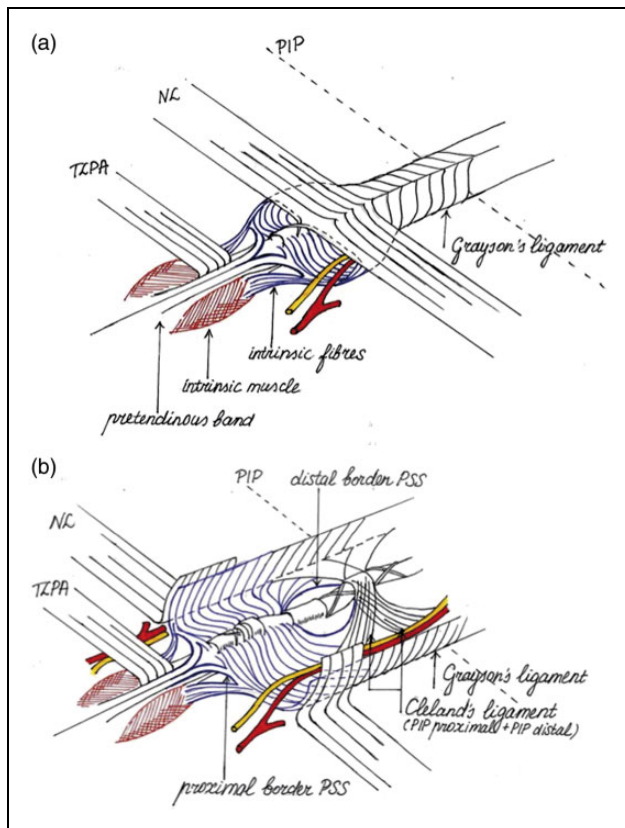 (a)
PIP
NL
TLPA
Grayson's ligament
intrinsic fibres
intrinsic muscle
pretendinous band
(b)
PIP
distal border PSS
NL
TLPA
Grayson's ligament
Cleland's ligament
(PIP proximal + PIP distal)
proximal border PSS